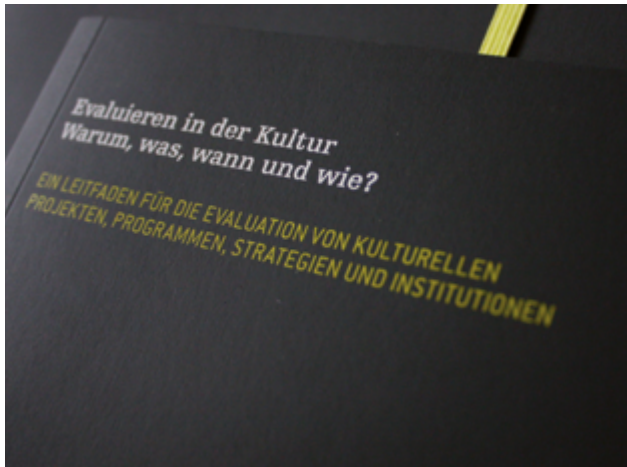 Evaluieren in der Kultur
Warum, was, wann und wie?
EIN LEITFADEN FÜR DIE EVALUATION VON KULTURELLEN
PROJEKTEN, PROGRAMMEN, STRATEGIEN UND INSTITUTIONEN